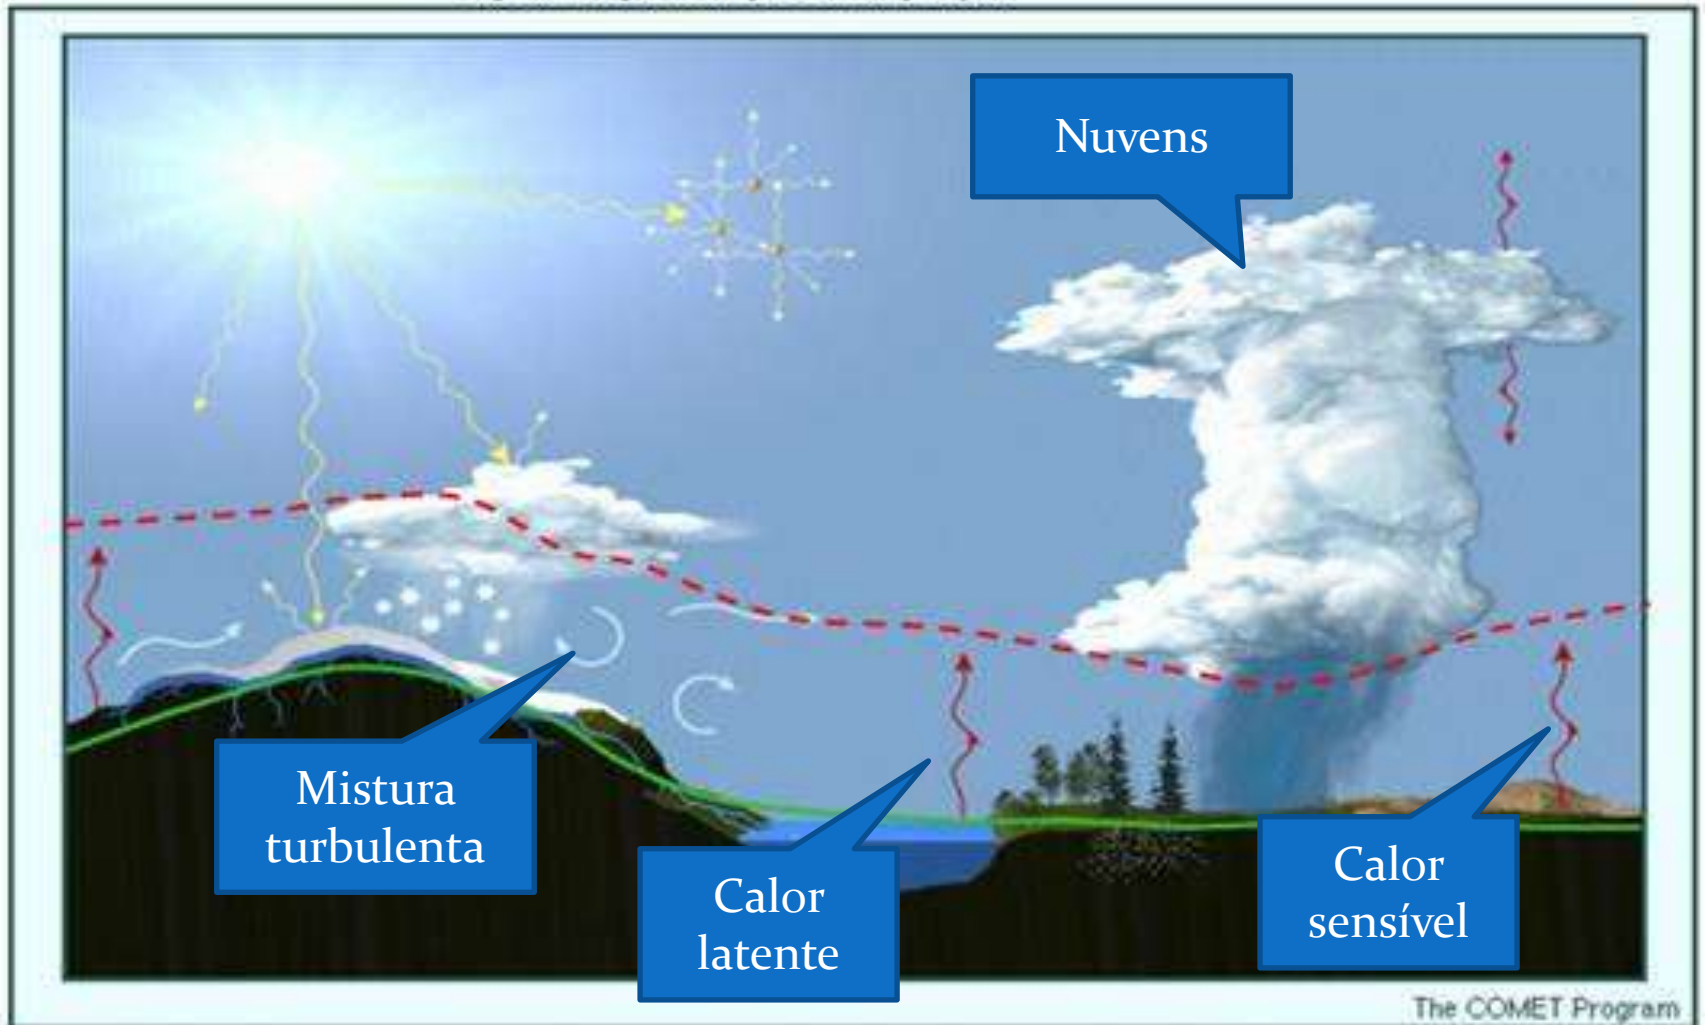 Nuvens
Mistura
turbulenta
Calor
latente
Calor
sensível
The COMET Program